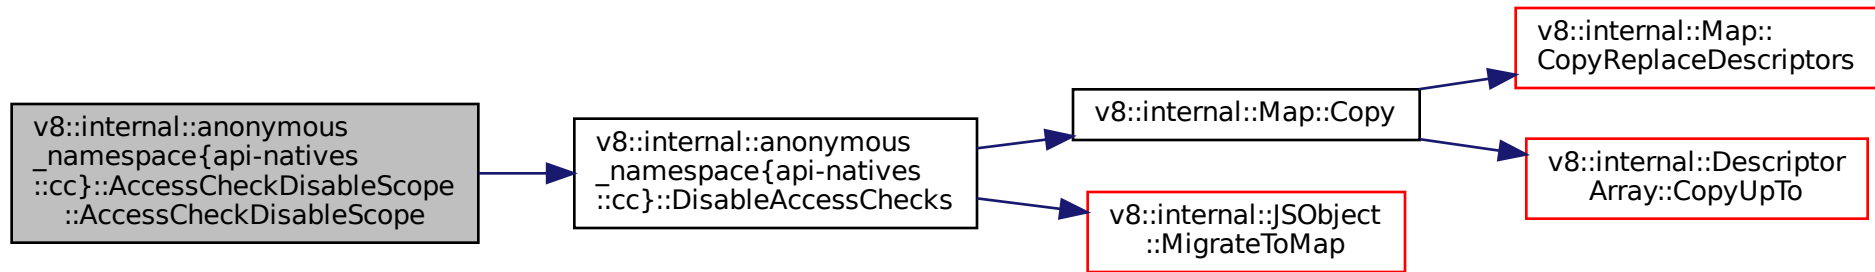 v8::internal::anonymous
_namespace{api-natives
::cc}::AccessCheckDisableScope
::AccessCheckDisableScope
v8::internal::anonymous
_namespace{api-natives
::cc}::DisableAccessChecks
v8::internal::Map::Copy
v8::internal::Map::
CopyReplaceDescriptors
v8::internal::Descriptor
Array::CopyUpTo
v8::internal::JSObject
::MigrateToMap